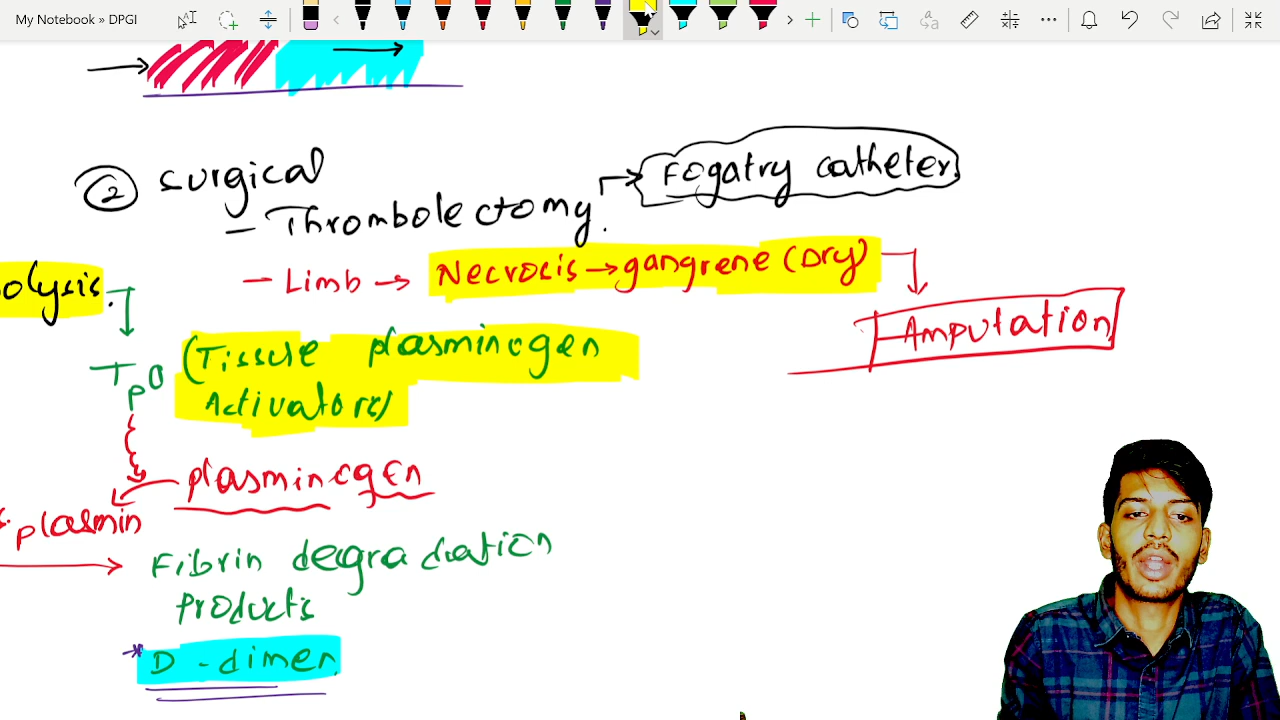 My Notebook » DPGI
② Surgical
- Thrombolectomy. → Fogatry catheter
- Limb → Necrosis → gangrene (Dry)
Amputation
olysis.
TPA (Tissue plasminogen
Activators)
plasminogen
plasmin
→ Fibrin degradation
products
* D-dimer